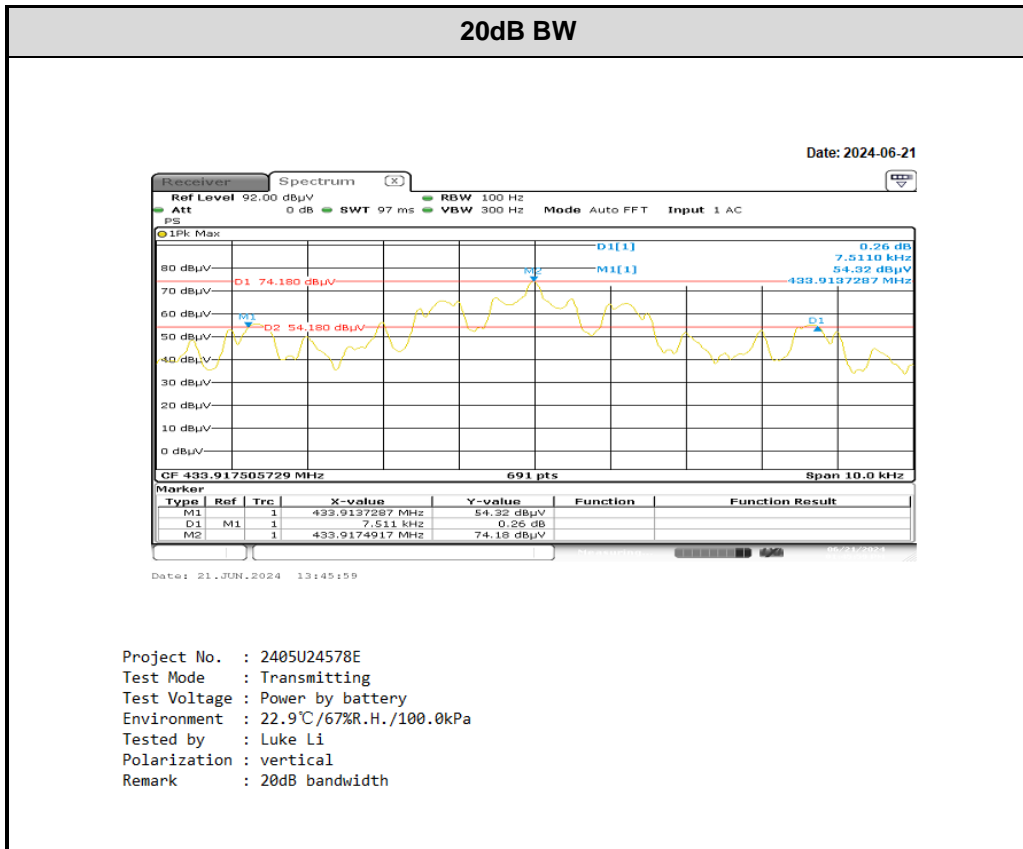 20dB BW
Date: 2024-06-21
Receiver Spectrum X
Ref Level 92.00 dBµV RBW 100 Hz
Att 0 dB SWT 97 ms VBW 300 Hz Mode Auto FFT Input 1 AC
PS
1Pk Max
D1[1] 0.26 dB
7.5110 kHz
M1[1] 54.32 dBµV
433.9137287 MHz
80 dBµV
M2
D1 74.180 dBµV
70 dBµV
60 dBµV
M1
D1
D2 54.180 dBµV
50 dBµV
40 dBµV
30 dBµV
20 dBµV
10 dBµV
0 dBµV
CF 433.917505729 MHz 691 pts Span 10.0 kHz
Marker
Type Ref Trc X-value Y-value Function Function Result
M1 1 433.9137287 MHz 54.32 dBµV
D1 M1 1 7.511 kHz 0.26 dB
M2 1 433.9174917 MHz 74.18 dBµV
Measuring... 06/21/2024
Date: 21.JUN.2024 13:45:59
Project No. : 2405U24578E
Test Mode : Transmitting
Test Voltage : Power by battery
Environment : 22.9℃/67%R.H./100.0kPa
Tested by : Luke Li
Polarization : vertical
Remark : 20dB bandwidth